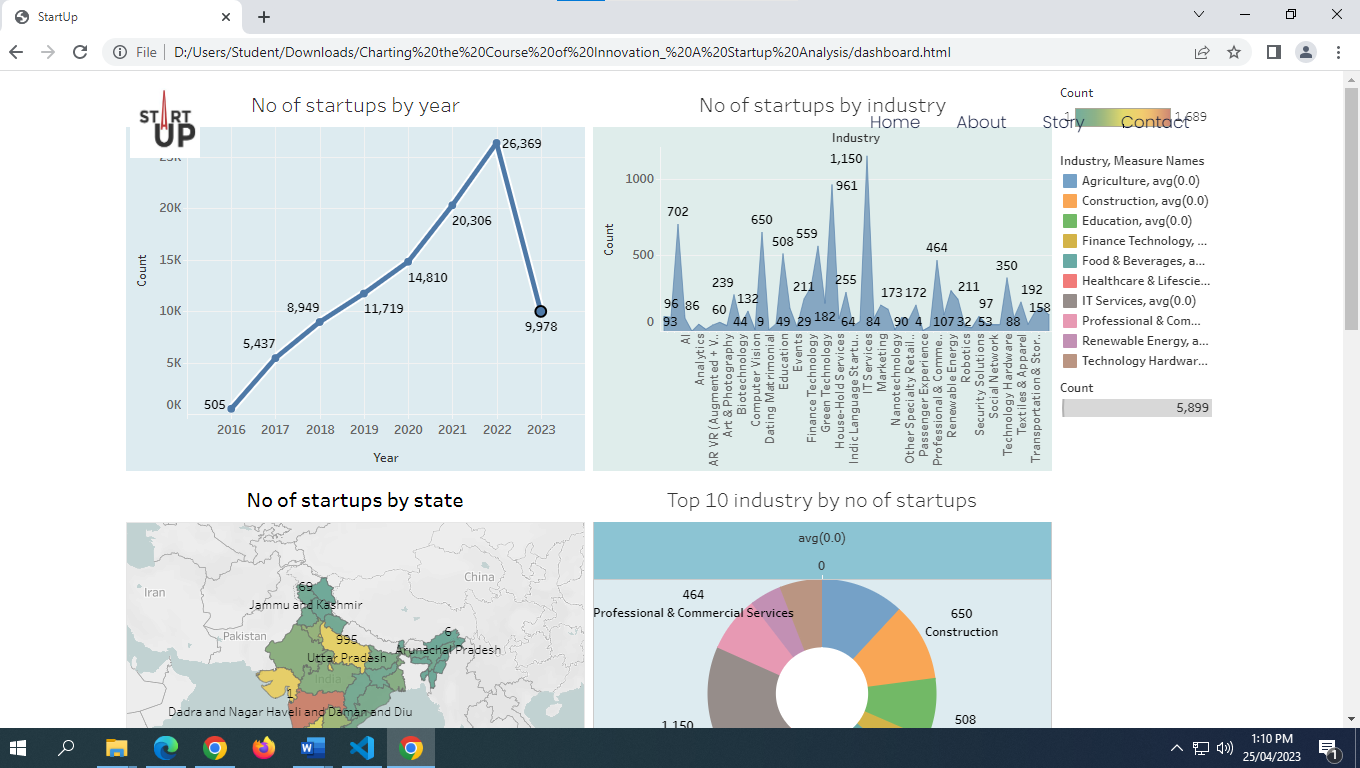 StartUp
File
D:/Users/Student/Downloads/Charting%20the%20Course%20of%20Innovation_%20A%20Startup%20Analysis/dashboard.html
START
UP
Home
About
Story
Contact
No of startups by year
20K
15K
10K
5K
0K
Count
505
5,437
8,949
11,719
14,810
20,306
26,369
9,978
2016 2017 2018 2019 2020 2021 2022 2023
Year
No of startups by industry
Industry
1000
500
0
Count
96
93
702
86
60
239
44
132
650
9
508
49
29
211
559
182
961
255
64
1,150
84
173
90
172
4
464
107
211
32
97
53
350
88
192
158
AI
Analytics
AR VR (Augmented + V..
Art & Photography
Biotechnology
Computer Vision
Dating Matrimonial
Education
Events
Finance Technology
Green Technology
House-Hold Services
Indic Language Startu..
IT Services
Marketing
Nanotechnology
Other Specialty Retail..
Passenger Experience
Professional & Comme..
Renewable Energy
Robotics
Security Solutions
Social Network
Technology Hardware
Textiles & Apparel
Transportation & Stor..
Count
Industry, Measure Names
Agriculture, avg(0.0)
Construction, avg(0.0)
Education, avg(0.0)
Finance Technology, ...
Food & Beverages, a...
Healthcare & Lifescie...
IT Services, avg(0.0)
Professional & Com...
Renewable Energy, a...
Technology Hardwar...
Count
5,899
No of startups by state
Iran
China
Pakistan
India
69
Jammu and Kashmir
995
Uttar Pradesh
6
Arunachal Pradesh
1
Dadra and Nagar Haveli and Daman and Diu
Top 10 industry by no of startups
avg(0.0)
0
464
Professional & Commercial Services
650
Construction
508
1,150
1:10 PM
25/04/2023
1